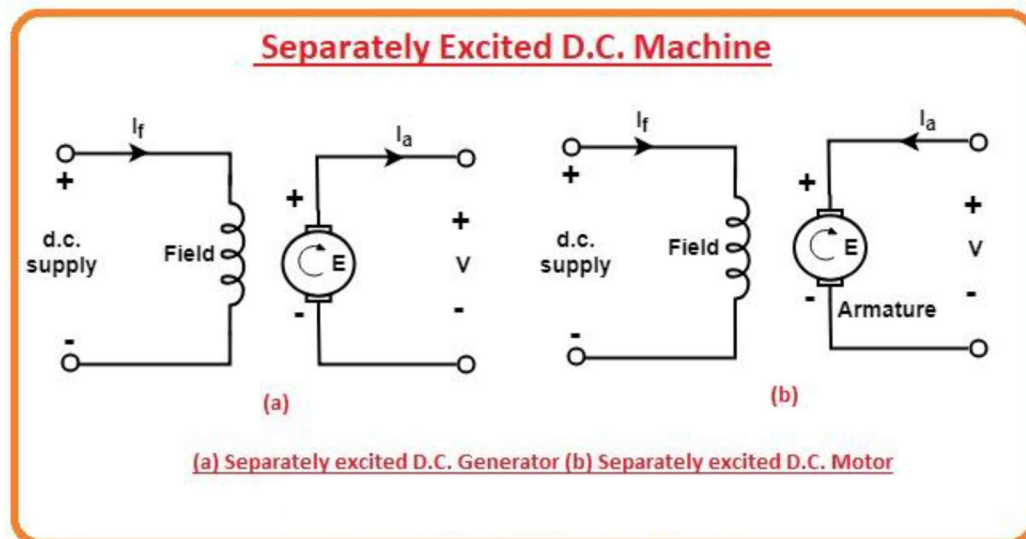 Separately Excited D.C. Machine
If
Ia
+
d.c.
supply
-
Field
+
E
-
+
V
-
(a)
If
Ia
+
d.c.
supply
-
Field
+
E
-
Armature
+
V
-
(b)
(a) Separately excited D.C. Generator (b) Separately excited D.C. Motor